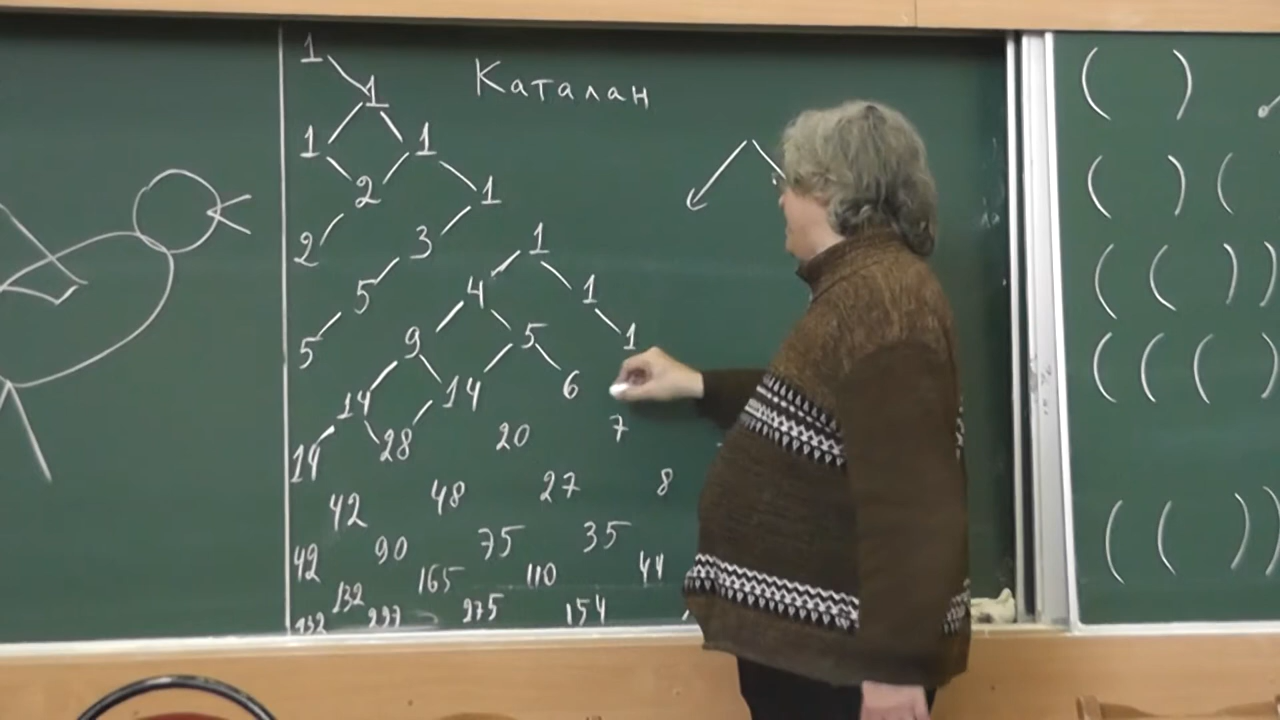 1
Каталан
1
1 1
2 1
2 3 1
5 4 1
5 9 5 1
14 14 6
14 28 20 7
42 48 27 8
42 90 75 35
132 165 110 44
132 297 275 154
( )
( ) (
( ( ) )
( ( ( )
( ( ) )